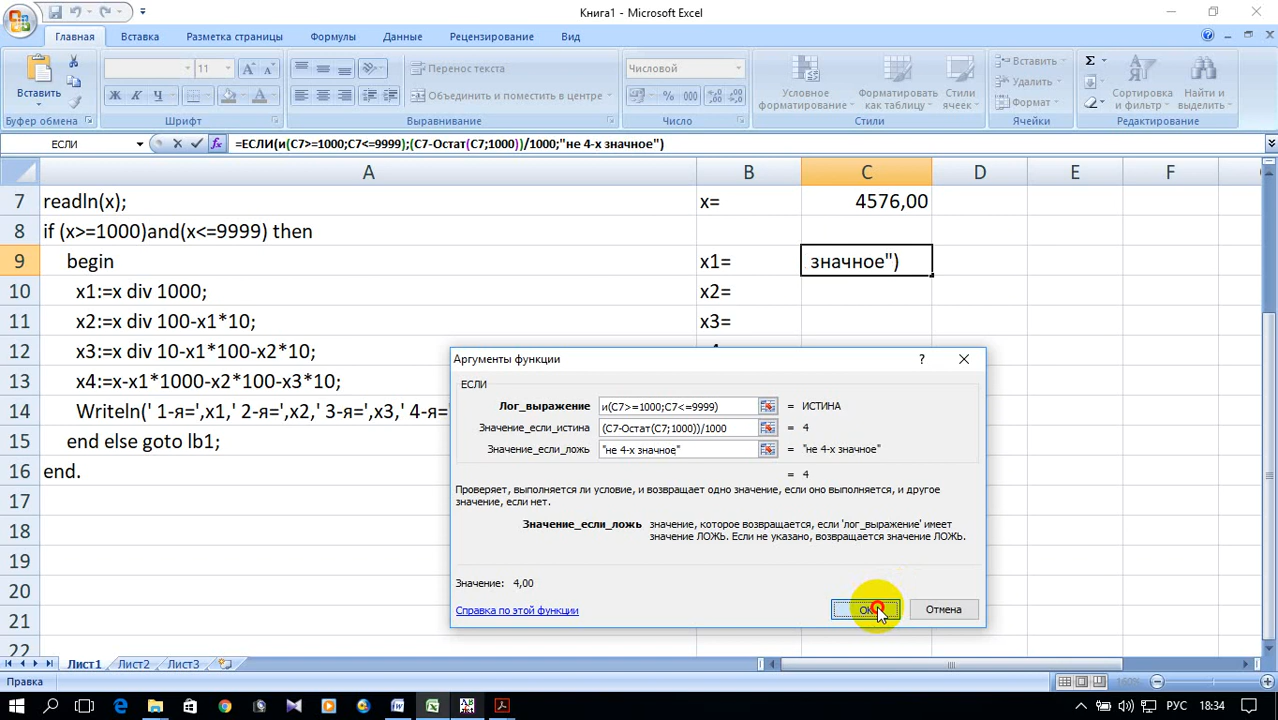 Книга1 - Microsoft Excel
Главная Вставка Разметка страницы Формулы Данные Рецензирование Вид
Вставить
11
Ж К Ч
Перенос текста
Объединить и поместить в центре
Числовой
% 000
Условное форматирование
Форматировать как таблицу
Стили ячеек
Вставить
Удалить
Формат
Σ
Сортировка и фильтр
Найти и выделить
Буфер обмена Шрифт Выравнивание Число Стили Ячейки Редактирование
ЕСЛИ fx =ЕСЛИ(и(C7>=1000;C7<=9999);(C7-Остат(C7;1000))/1000;"не 4-х значное")
A B C D E F
7 readln(x); x= 4576,00
8 if (x>=1000)and(x<=9999) then
9 begin x1= значное")
10 x1:=x div 1000; x2=
11 x2:=x div 100-x1*10; x3=
12 x3:=x div 10-x1*100-x2*10;
13 x4:=x-x1*1000-x2*100-x3*10;
14 Writeln(' 1-я=',x1,' 2-я=',x2,' 3-я=',x3,' 4-я='
15 end else goto lb1;
16 end.
17
18
19
20
21
22
Аргументы функции ?
ЕСЛИ
Лог_выражение и(C7>=1000;C7<=9999) = ИСТИНА
Значение_если_истина (C7-Остат(C7;1000))/1000 = 4
Значение_если_ложь "не 4-х значное" = "не 4-х значное"
= 4
Проверяет, выполняется ли условие, и возвращает одно значение, если оно выполняется, и другое
значение, если нет.
Значение_если_ложь значение, которое возвращается, если 'лог_выражение' имеет
значение ЛОЖЬ. Если не указано, возвращается значение ЛОЖЬ.
Значение: 4,00
Справка по этой функции
ОК Отмена
Лист1 Лист2 Лист3
Правка 160%
РУС 18:34